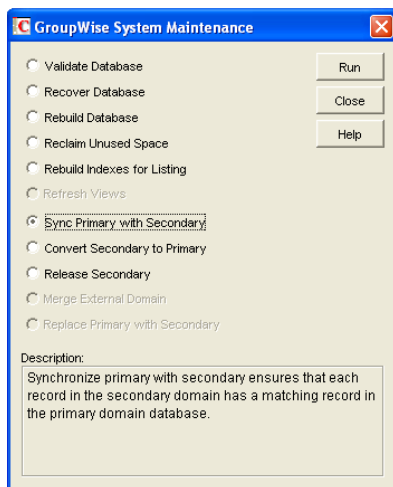 GroupWise System Maintenance
Validate Database
Run
Recover Database
Close
Rebuild Database
Reclaim Unused Space
Help
Rebuild Indexes for Listing
Refresh Views
Sync Primary with Secondary
Convert Secondary to Primary
Release Secondary
Merge External Domain
Replace Primary with Secondary
Description:
Synchronize primary with secondary ensures that each
record in the secondary domain has a matching record in
the primary domain database.